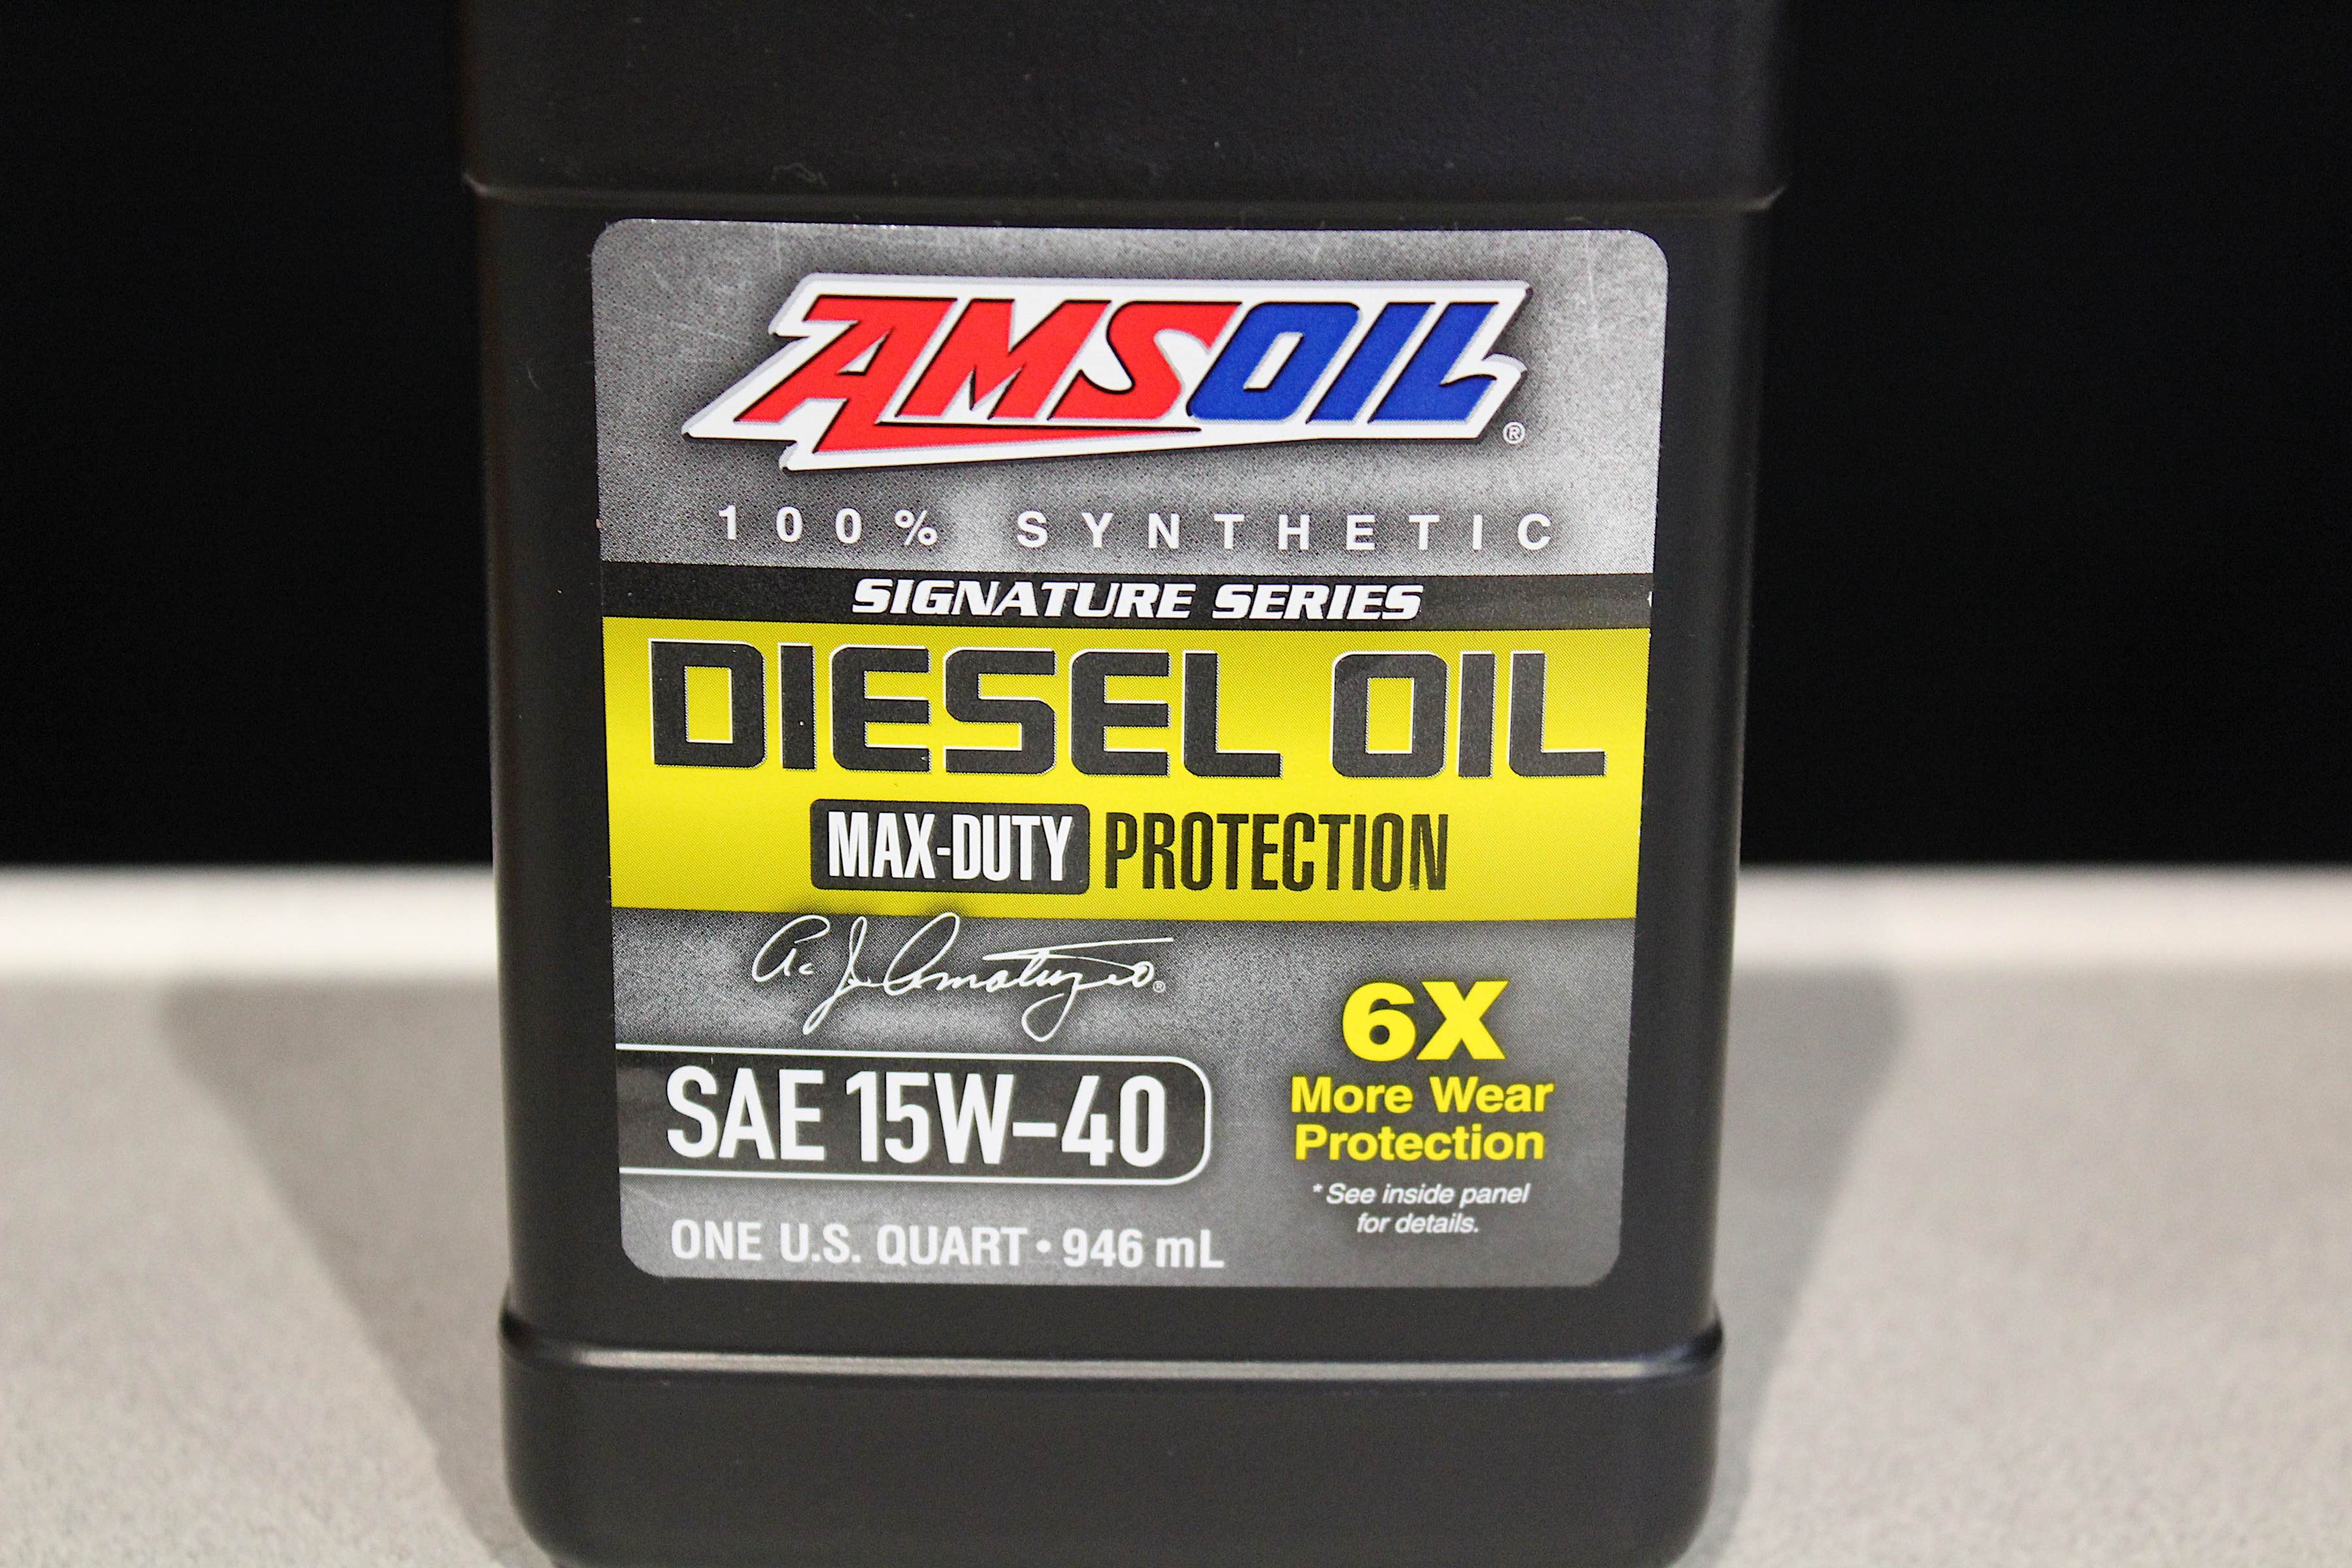 AMSOIL®
100% SYNTHETIC
SIGNATURE SERIES
DIESEL OIL
MAX-DUTY PROTECTION
A. J. Amatuzio®
SAE 15W-40
ONE U.S. QUART • 946 mL
6X
More Wear
Protection
* See inside panel
for details.